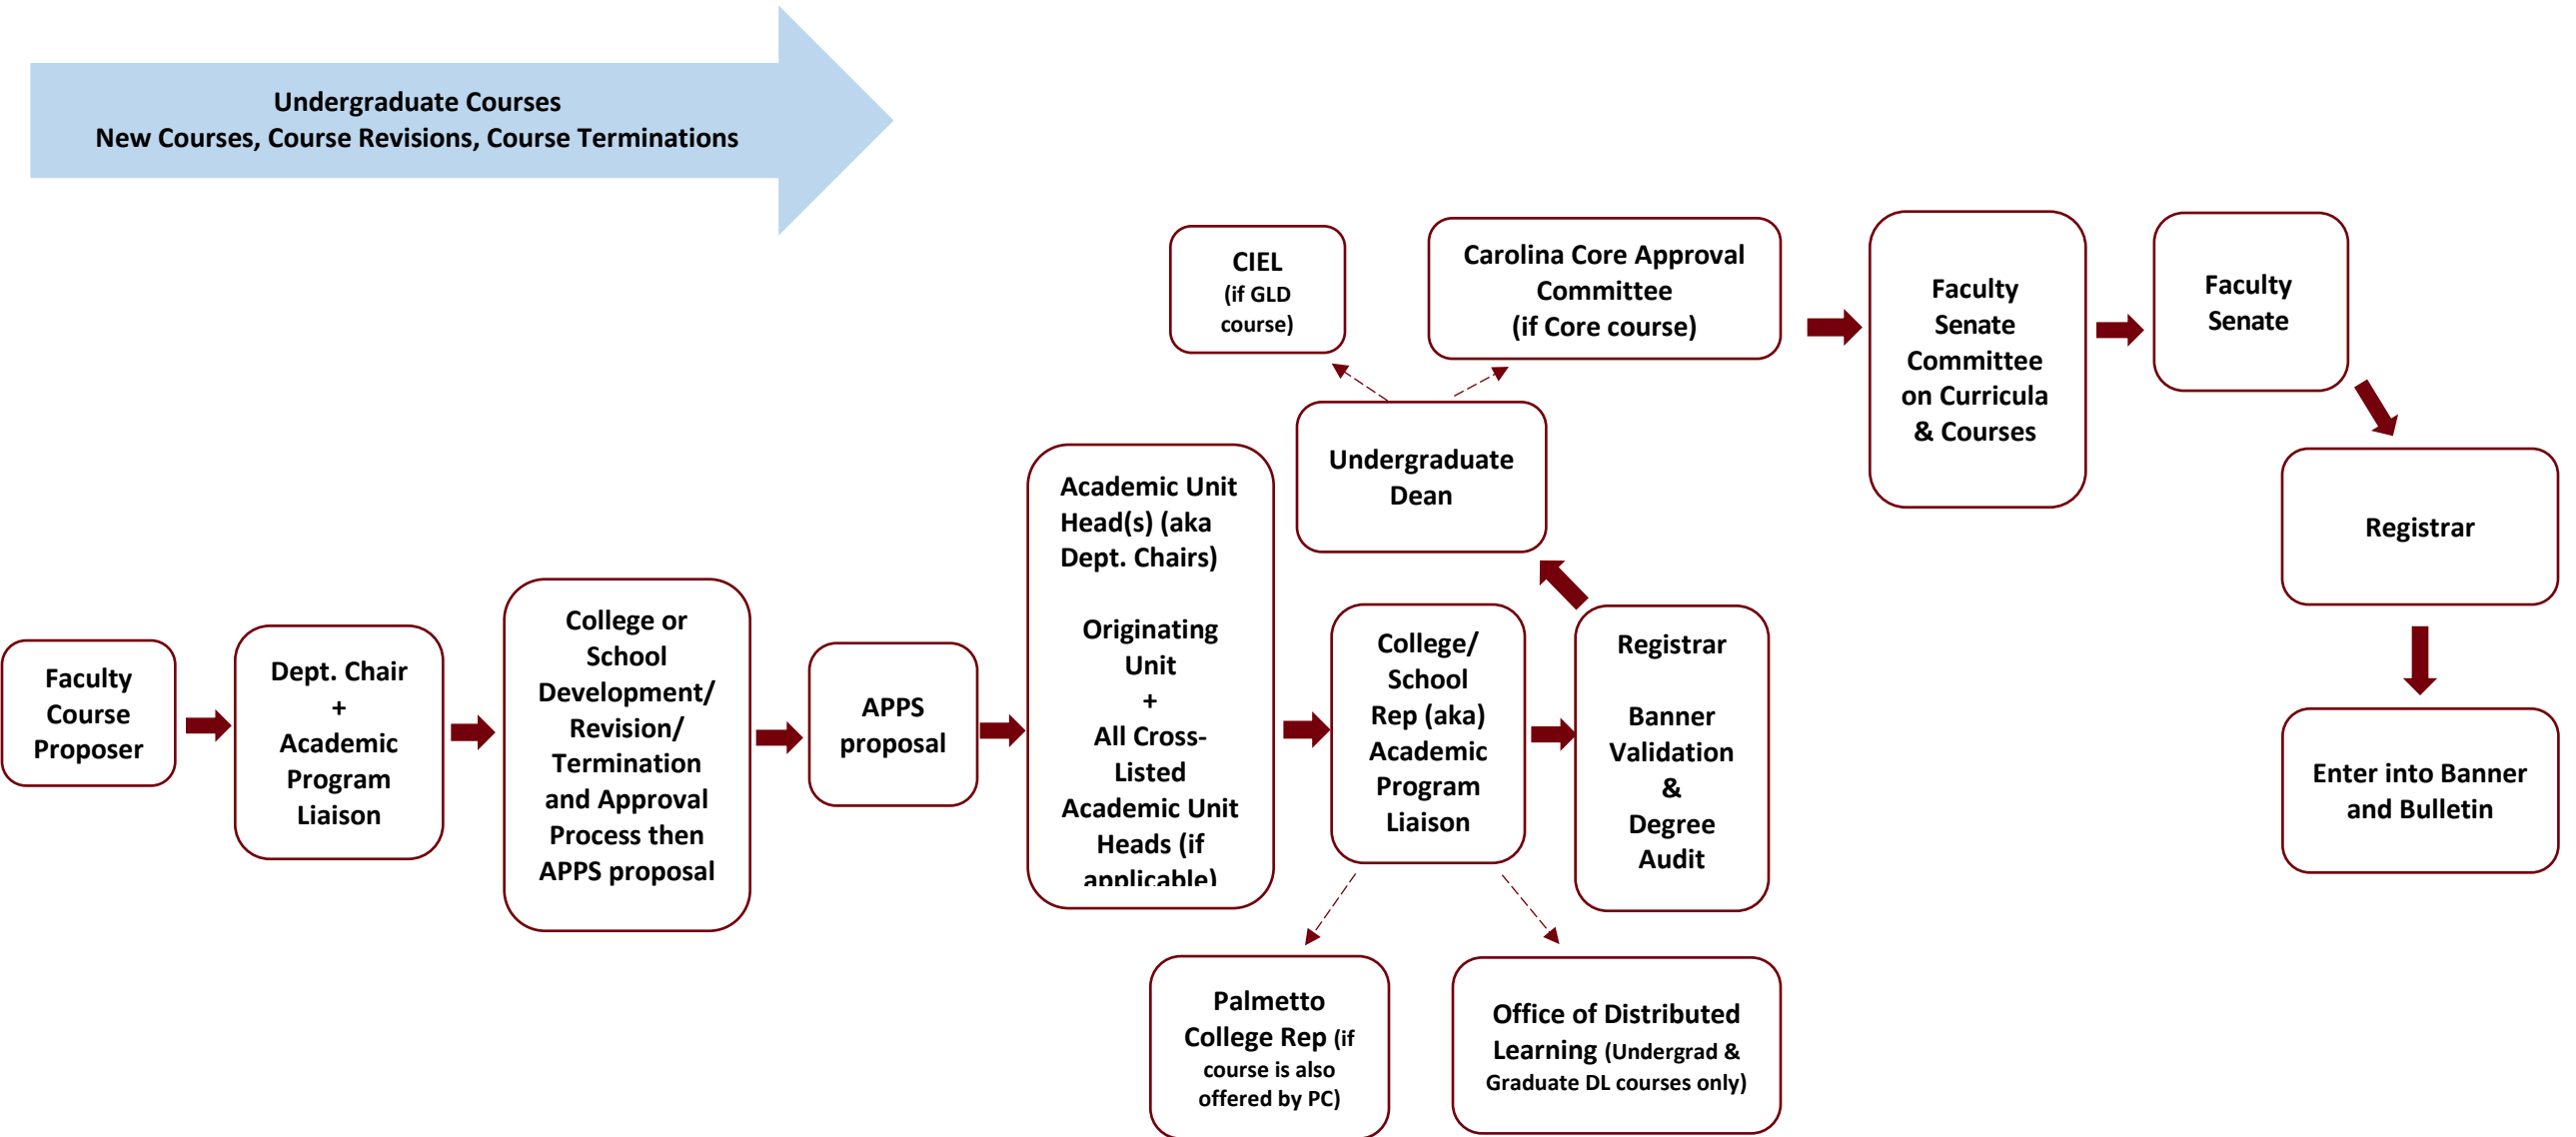 Undergraduate Courses
New Courses, Course Revisions, Course Terminations
Faculty
Course
Proposer
Dept. Chair
+
Academic
Program
Liaison
College or
School
Development/
Revision/
Termination
and Approval
Process then
APPS proposal
APPS
proposal
Academic Unit
Head(s) (aka
Dept. Chairs)
Originating
Unit
+
All Cross-
Listed
Academic Unit
Heads (if
applicable)
College/
School
Rep (aka)
Academic
Program
Liaison
Palmetto
College Rep (if
course is also
offered by PC)
Office of Distributed
Learning (Undergrad &
Graduate DL courses only)
Registrar
Banner
Validation
&
Degree
Audit
Undergraduate
Dean
CIEL
(if GLD
course)
Carolina Core Approval
Committee
(if Core course)
Faculty
Senate
Committee
on Curricula
& Courses
Faculty
Senate
Registrar
Enter into Banner
and Bulletin